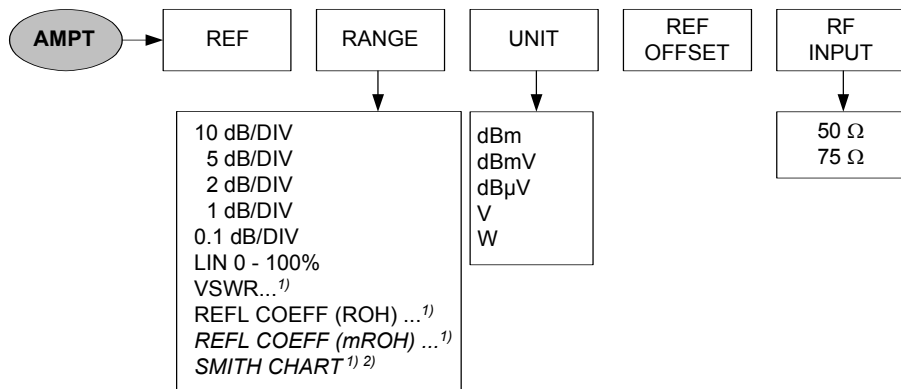 AMPT
REF
RANGE
UNIT
REF
OFFSET
RF
INPUT
10 dB/DIV
5 dB/DIV
2 dB/DIV
1 dB/DIV
0.1 dB/DIV
LIN 0 - 100%
VSWR...1)
REFL COEFF (ROH) ...1)
REFL COEFF (mROH) ...1)
SMITH CHART 1) 2)
dBm
dBmV
dBµV
V
W
50 Ω
75 Ω